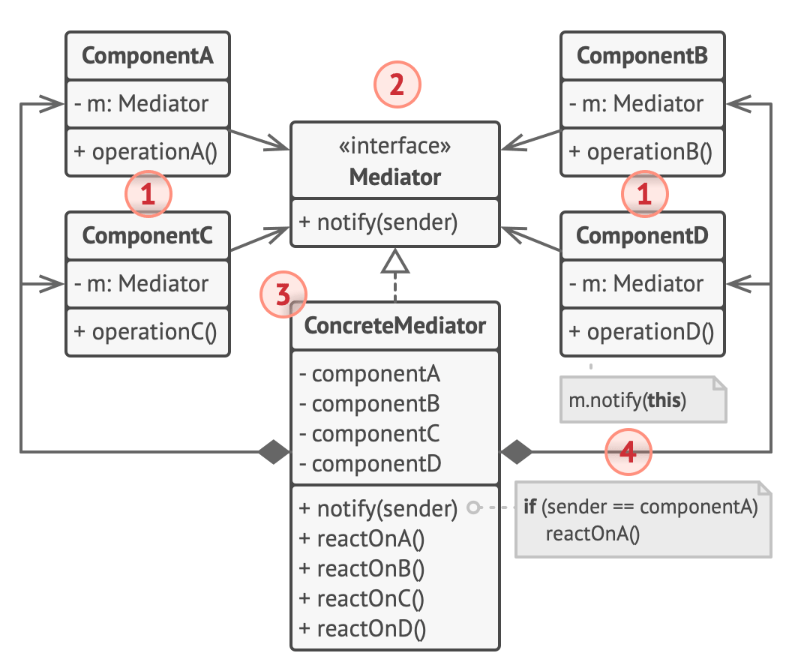 ComponentA
- m: Mediator
+ operationA()
ComponentB
- m: Mediator
+ operationB()
2
«interface»
Mediator
+ notify(sender)
1
1
ComponentC
- m: Mediator
+ operationC()
ComponentD
- m: Mediator
+ operationD()
m.notify(this)
3
ConcreteMediator
- componentA
- componentB
- componentC
- componentD
+ notify(sender)
+ reactOnA()
+ reactOnB()
+ reactOnC()
+ reactOnD()
4
if (sender == componentA)
reactOnA()